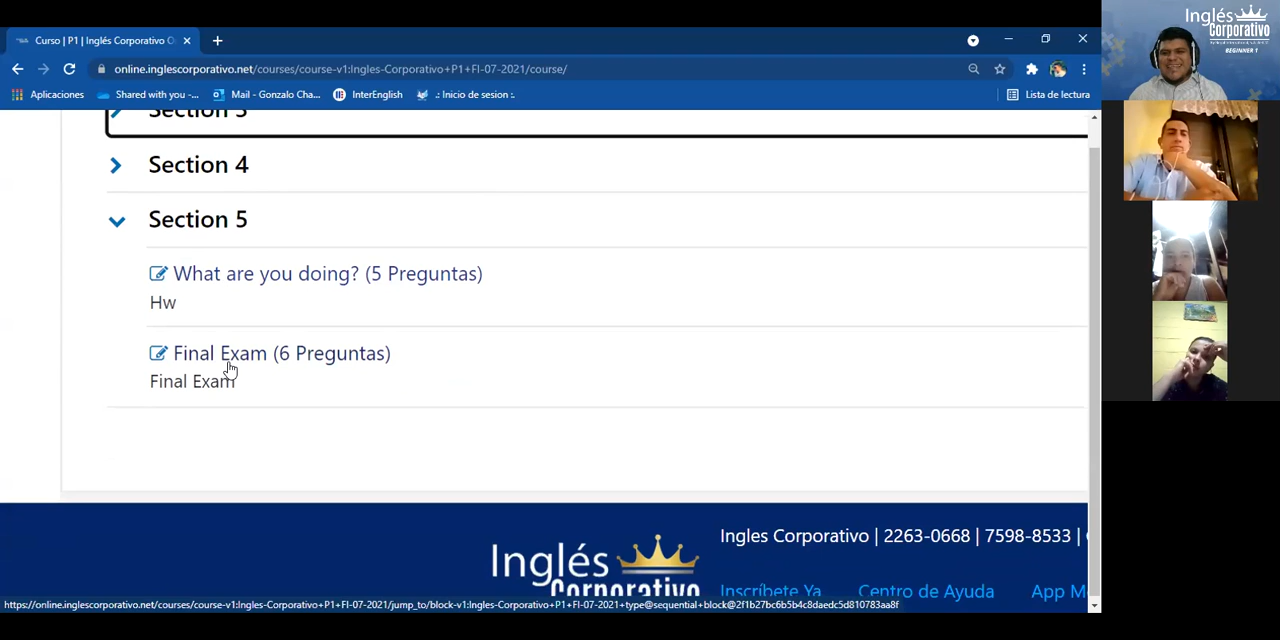 Curso | P1 | Inglés Corporativo O
online.inglescorporativo.net/courses/course-v1:Ingles-Corporativo+P1+FI-07-2021/course/
Aplicaciones
Shared with you -...
Mail - Gonzalo Cha...
InterEnglish
.: Inicio de sesion :.
Lista de lectura
Section 3
Section 4
Section 5
What are you doing? (5 Preguntas)
Hw
Final Exam (6 Preguntas)
Final Exam
Ingles Corporativo | 2263-0668 | 7598-8533 |
Inglés
Corporativo
Inscríbete Ya
Centro de Ayuda
App M
https://online.inglescorporativo.net/courses/course-v1:Ingles-Corporativo+P1+FI-07-2021/jump_to/block-v1:Ingles-Corporativo+P1+FI-07-2021+type@sequential+block@2f1b27bc6b5b4c8daedc5d810783aa8f
Inglés
Corporativo
BEGINNER 1